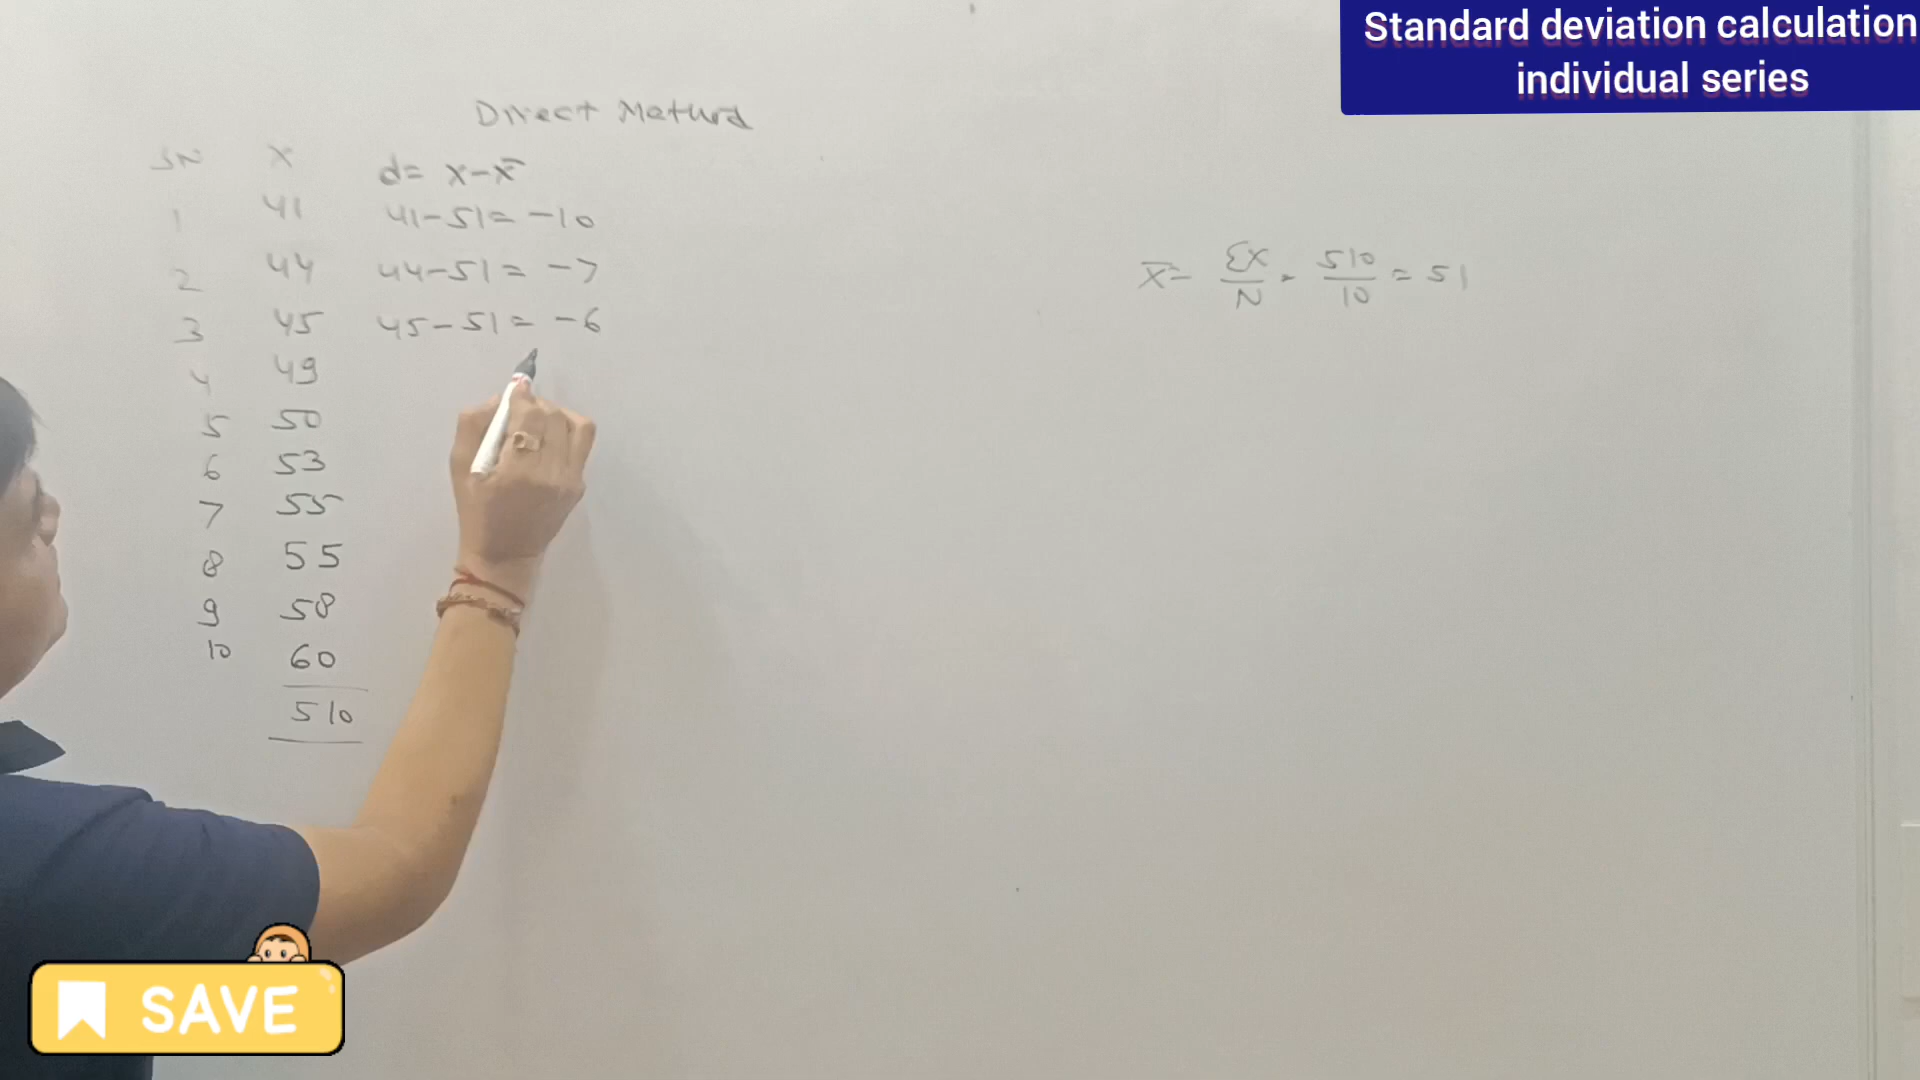 Standard deviation calculation
individual series
Direct Method
SN X d= x-x̄
1 41 41-51= -10
2 44 44-51= -7
3 45 45-51= -6
4 49
5 50
6 53
7 55
8 55
9 58
10 60
510
x̄= Σx/N = 510/10 = 51
SAVE